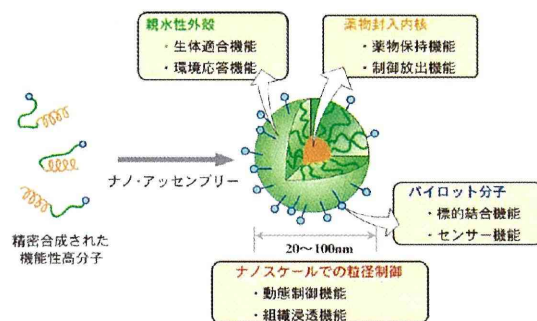 親水性外殻
・生体適合機能
・環境応答機能
薬物封入内核
・薬物保持機能
・制御放出機能
ナノ・アッセンブリー
精密合成された
機能性高分子
パイロット分子
・標的結合機能
・センサー機能
20〜100nm
ナノスケールでの粒径制御
・動態制御機能
・組織浸透機能